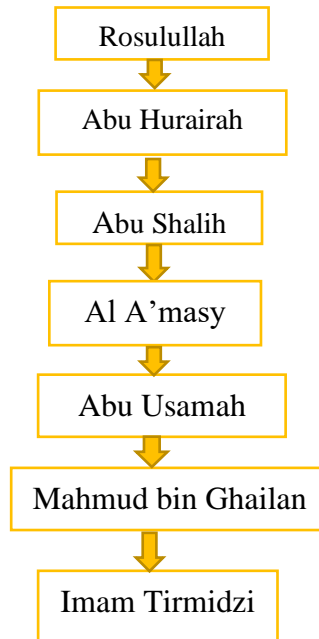 Rosulullah
Abu Hurairah
Abu Shalih
Al A’masy
Abu Usamah
Mahmud bin Ghailan
Imam Tirmidzi